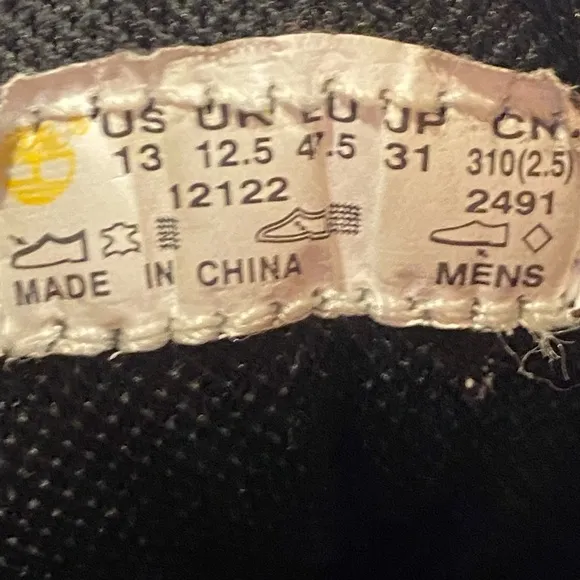 US UK EU JP CN
13 12.5 47.5 31 310(2.5)
12122 2491
MADE IN CHINA MENS